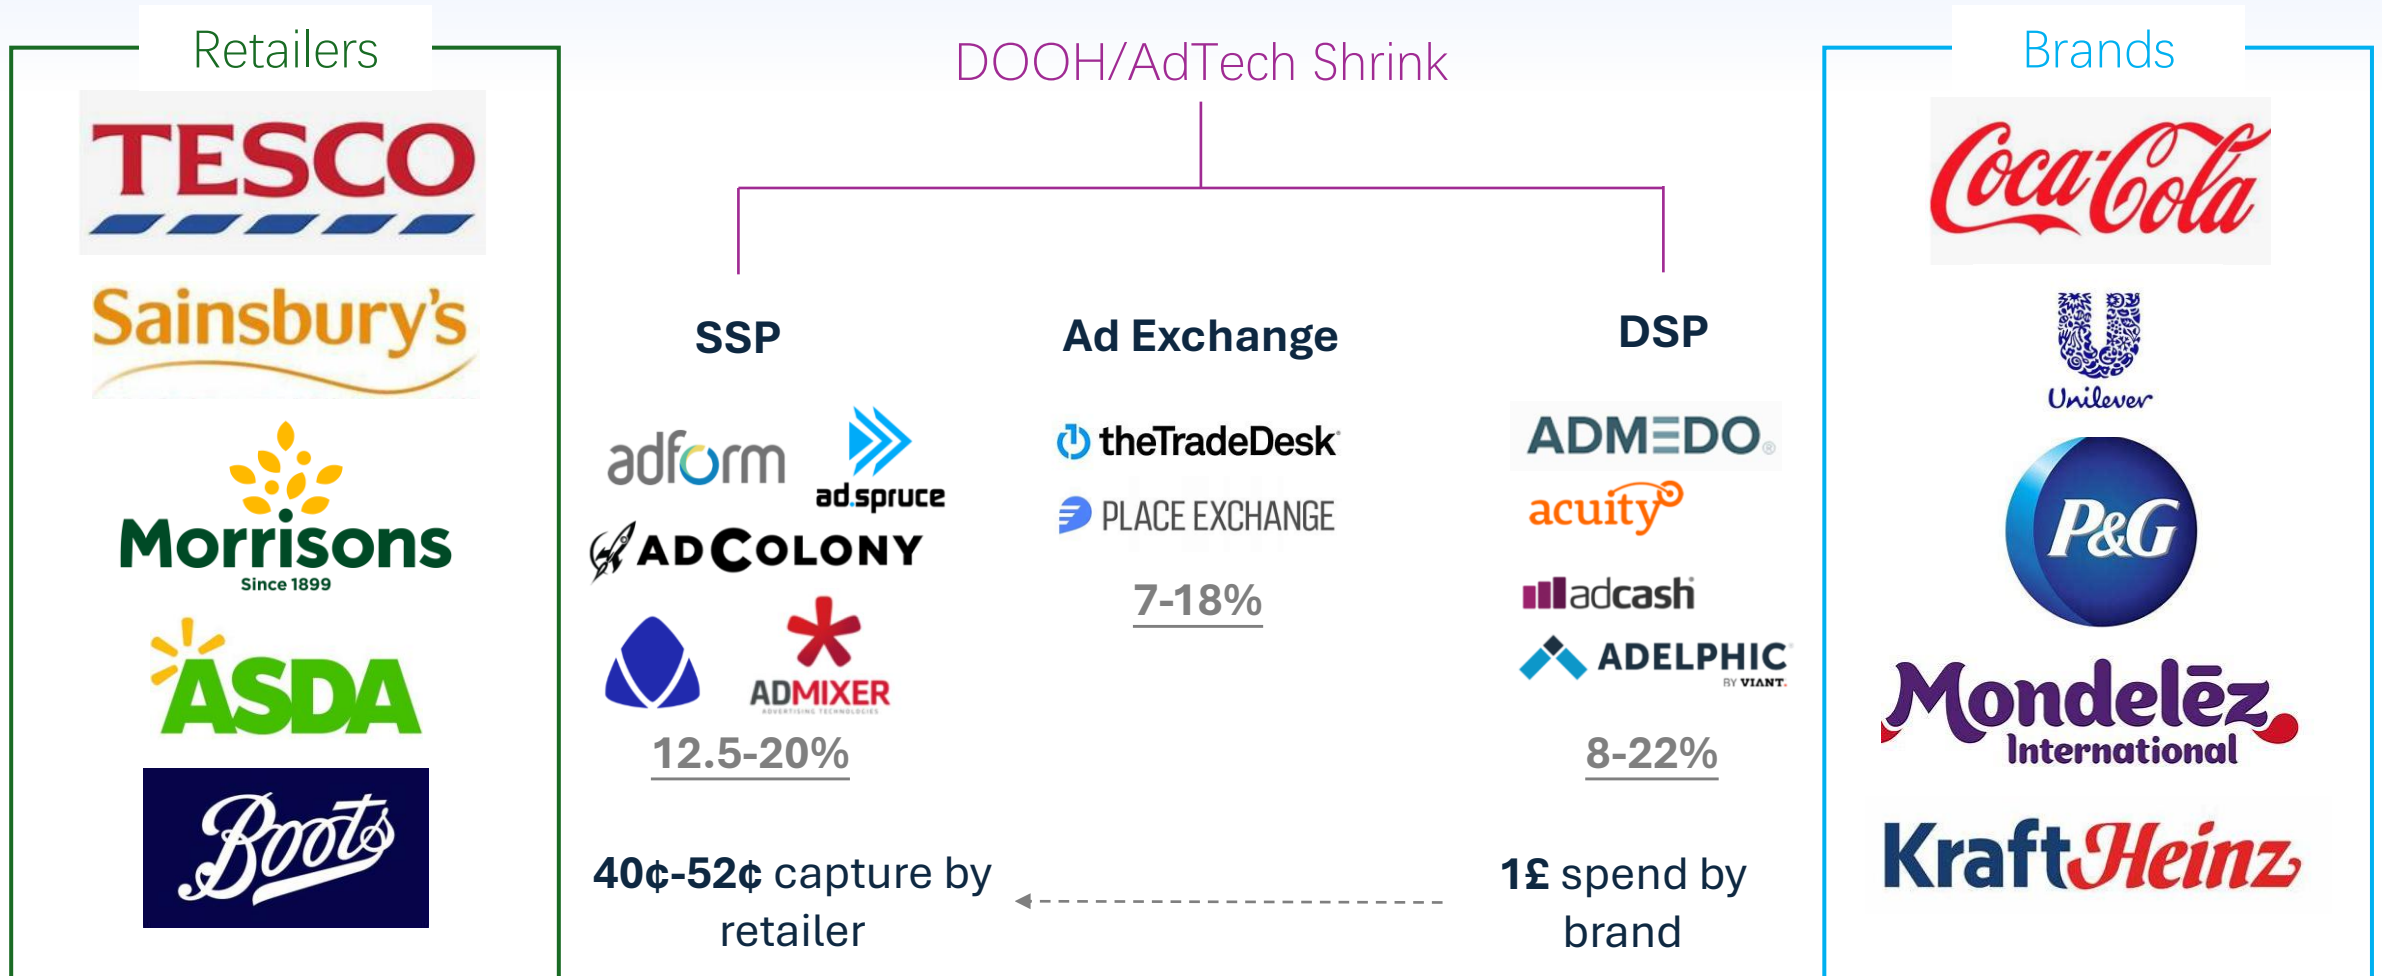 Retailers
TESCO
Sainsbury's
Morrisons
Since 1899
ASDA
Boots
DOOH/AdTech Shrink
SSP
adform
ad.spruce
ADCOLONY
ADMIXER
ADVERTISING TECHNOLOGIES
12.5-20%
Ad Exchange
theTradeDesk
PLACE EXCHANGE
7-18%
DSP
ADMEDO®
acuity
adcash
ADELPHIC
BY VIANT.
8-22%
40¢-52¢ capture by
retailer
1£ spend by
brand
Brands
Coca-Cola
Unilever
P&G
Mondelēz
International
KraftHeinz